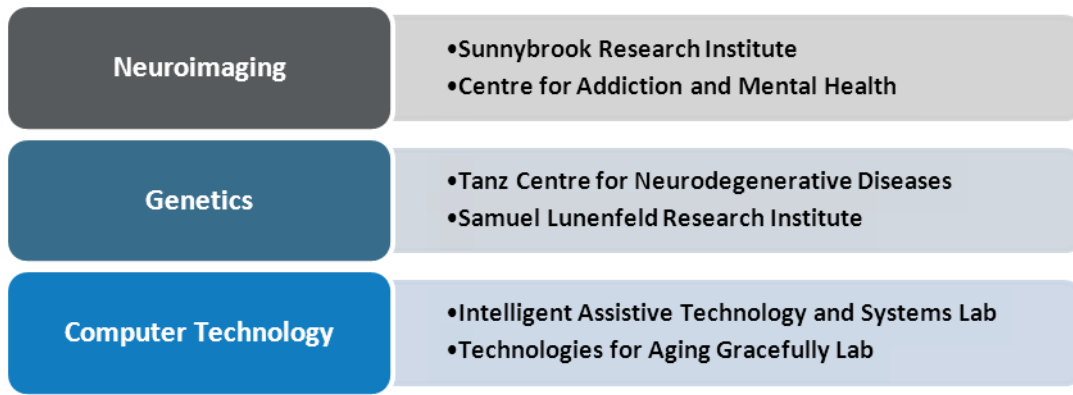 Neuroimaging
•Sunnybrook Research Institute
•Centre for Addiction and Mental Health
Genetics
•Tanz Centre for Neurodegenerative Diseases
•Samuel Lunenfeld Research Institute
Computer Technology
•Intelligent Assistive Technology and Systems Lab
•Technologies for Aging Gracefully Lab